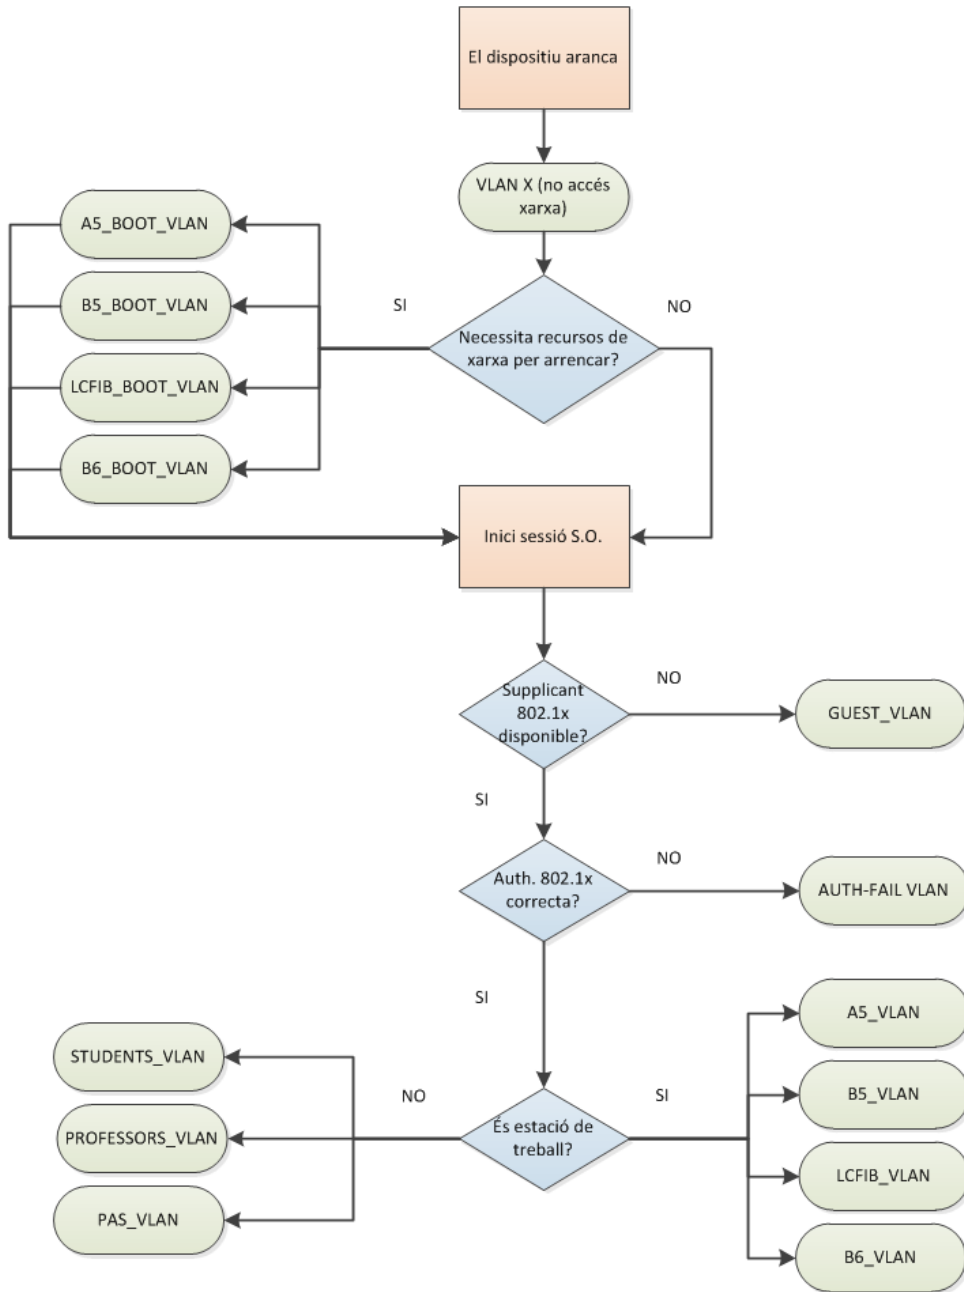 El dispositiu aranca
VLAN X (no accés
xarxa)
A5_BOOT_VLAN
B5_BOOT_VLAN
LCFIB_BOOT_VLAN
B6_BOOT_VLAN
SI
Necessita recursos de
xarxa per arrencar?
NO
Inici sessió S.O.
Supplicant
802.1x
disponible?
NO
GUEST_VLAN
SI
Auth. 802.1x
correcta?
NO
AUTH-FAIL VLAN
SI
És estació de
treball?
NO
STUDENTS_VLAN
PROFESSORS_VLAN
PAS_VLAN
SI
A5_VLAN
B5_VLAN
LCFIB_VLAN
B6_VLAN